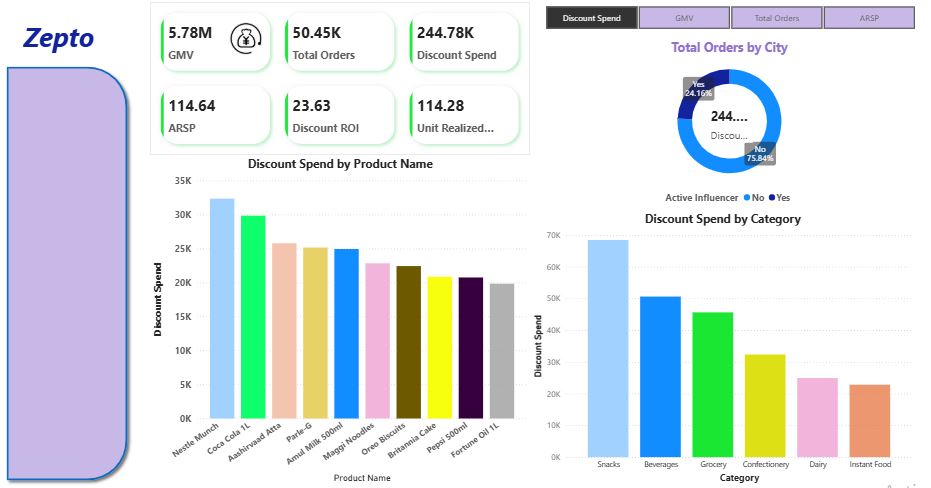 Zepto
5.78M
GMV
50.45K
Total Orders
244.78K
Discount Spend
114.64
ARSP
23.63
Discount ROI
114.28
Unit Realized...
Discount Spend
GMV
Total Orders
ARSP
Total Orders by City
Yes
24.16%
244....
Discou...
No
75.84%
Active Influencer
No
Yes
Discount Spend by Product Name
Discount Spend
35K
30K
25K
20K
15K
10K
5K
0K
Nestle Munch
Coca Cola 1L
Aashirvaad Atta
Parle-G
Amul Milk 500ml
Maggi Noodles
Oreo Biscuits
Britannia Cake
Pepsi 500ml
Fortune Oil 1L
Product Name
Discount Spend by Category
Discount Spend
70K
60K
50K
40K
30K
20K
10K
0K
Snacks
Beverages
Grocery
Confectionery
Dairy
Instant Food
Category